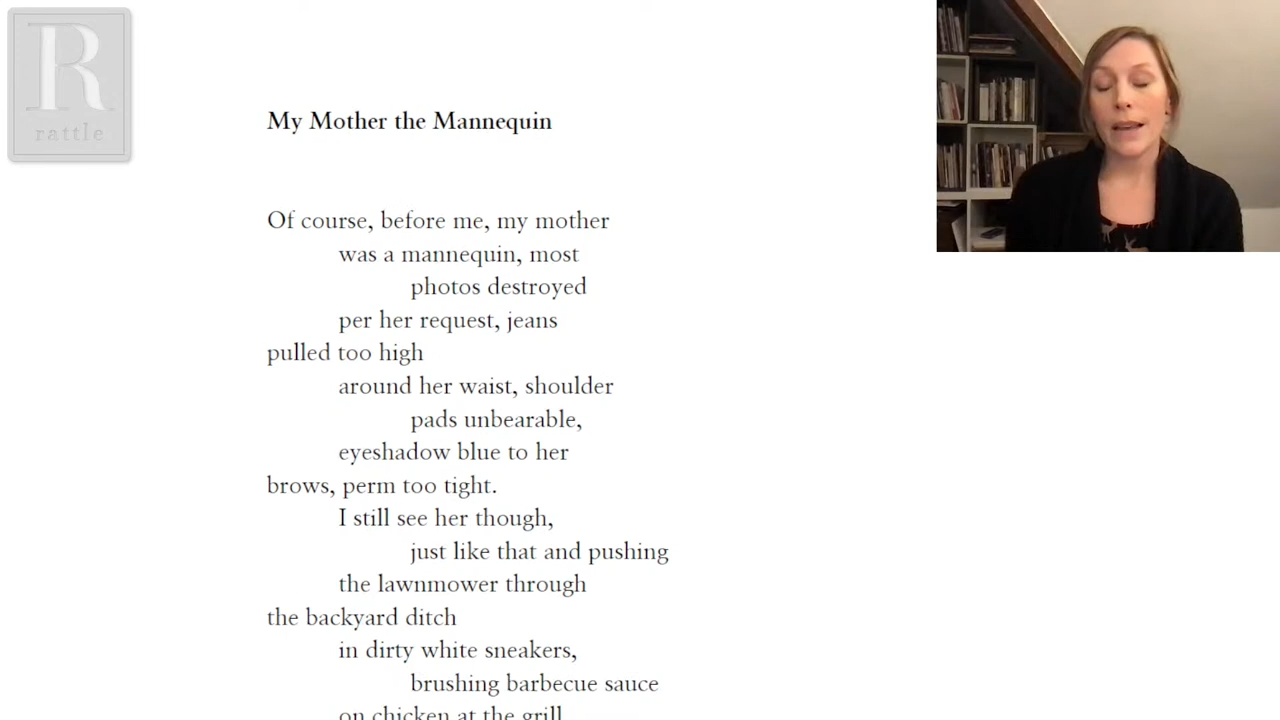 R
rattle
My Mother the Mannequin
Of course, before me, my mother
was a mannequin, most
photos destroyed
per her request, jeans
pulled too high
around her waist, shoulder
pads unbearable,
eyeshadow blue to her
brows, perm too tight.
I still see her though,
just like that and pushing
the lawnmower through
the backyard ditch
in dirty white sneakers,
brushing barbecue sauce
on chicken at the grill